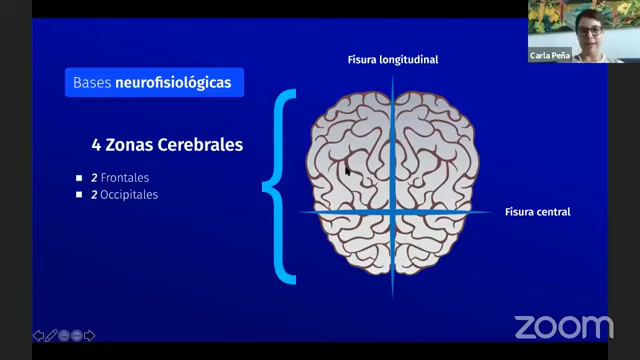 Carla Peña
Fisura longitudinal
Bases neurofisiológicas
4 Zonas Cerebrales
2 Frontales
2 Occipitales
Fisura central
zoom